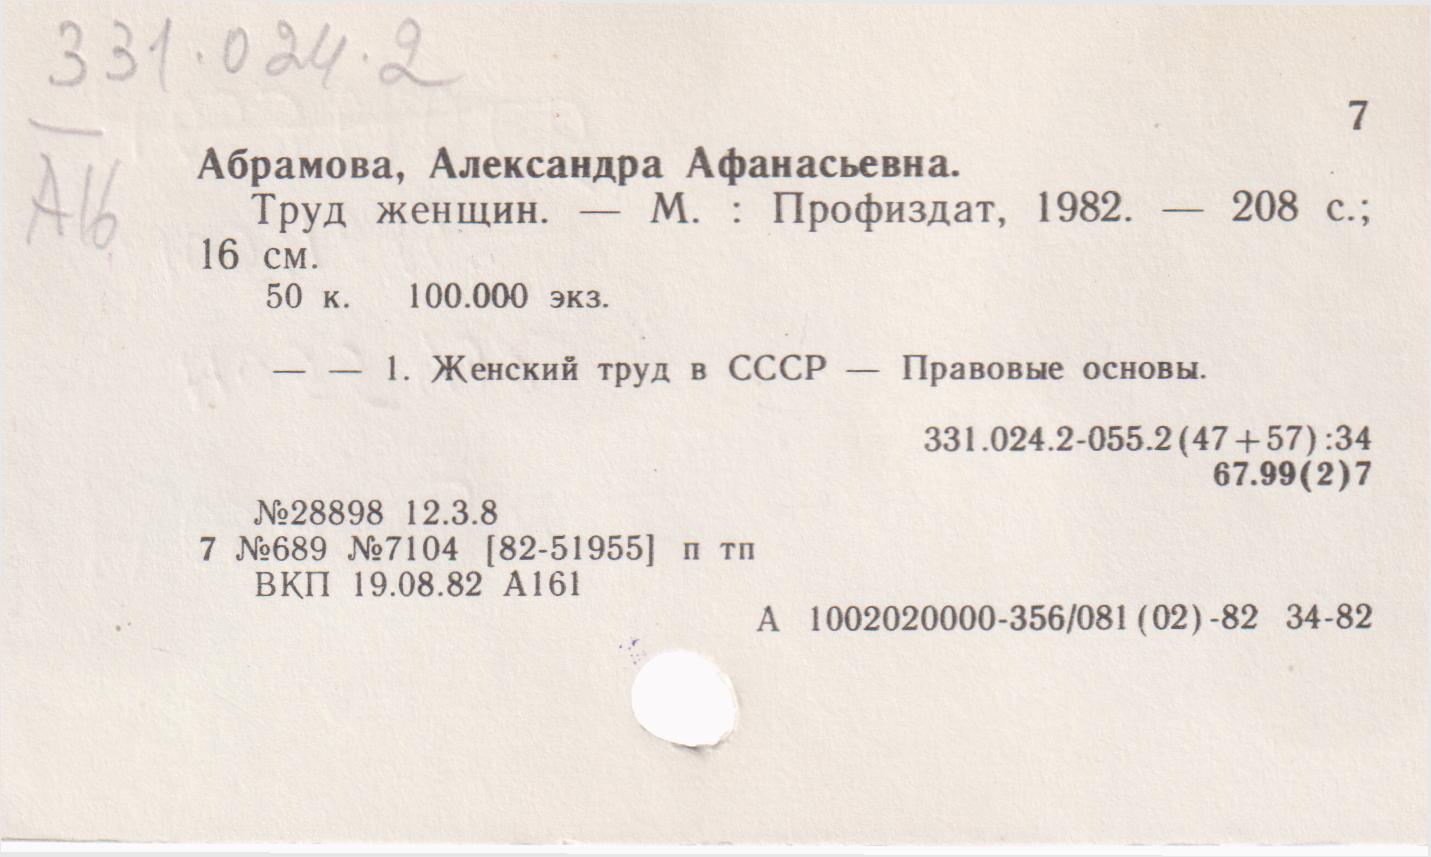 331.024.2
А16
7
Абрамова, Александра Афанасьевна.
Труд женщин. — М. : Профиздат, 1982. — 208 с.;
16 см.
50 к. 100.000 экз.
— — 1. Женский труд в СССР — Правовые основы.
331.024.2-055.2(47+57):34
67.99(2)7
№28898 12.3.8
7 №689 №7104 [82-51955] п тп
ВКП 19.08.82 А161
А 1002020000-356/081(02)-82 34-82